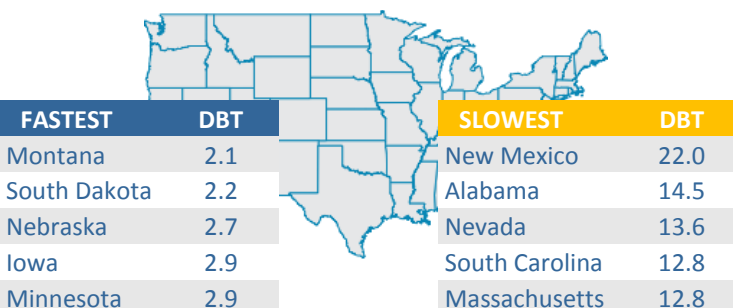 FASTEST DBT
Montana 2.1
South Dakota 2.2
Nebraska 2.7
Iowa 2.9
Minnesota 2.9
SLOWEST DBT
New Mexico 22.0
Alabama 14.5
Nevada 13.6
South Carolina 12.8
Massachusetts 12.8